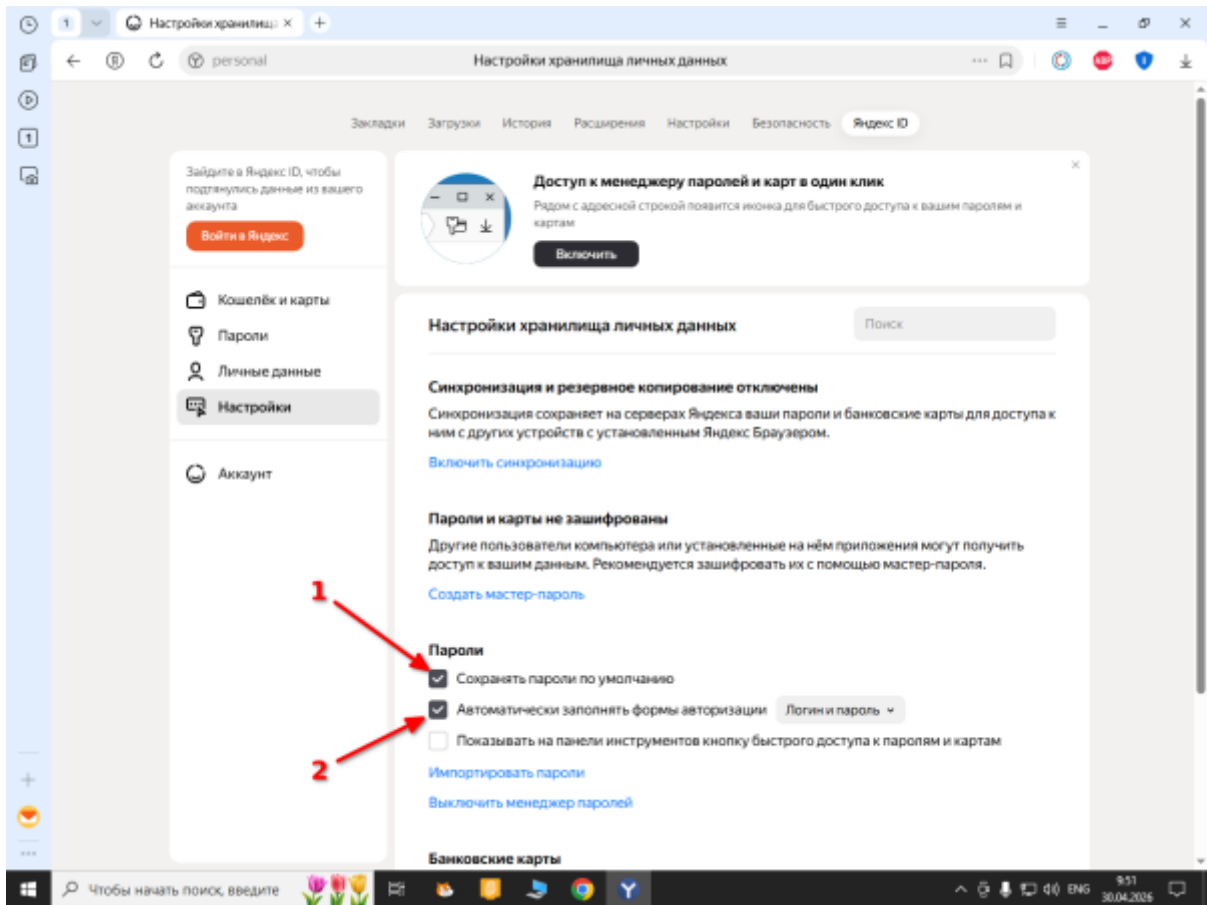 1
Настройки хранилища
personal
Настройки хранилища личных данных
Закладки Загрузки История Расширения Настройки Безопасность Яндекс ID
Зайдите в Яндекс ID, чтобы
подтянулись данные из вашего
аккаунта
Войти в Яндекс
Доступ к менеджеру паролей и карт в один клик
Рядом с адресной строкой появится иконка для быстрого доступа к вашим паролям и
картам
Включить
Кошелёк и карты
Пароли
Личные данные
Настройки
Аккаунт
Настройки хранилища личных данных
Поиск
Синхронизация и резервное копирование отключены
Синхронизация сохраняет на серверах Яндекса ваши пароли и банковские карты для доступа к
ним с других устройств с установленным Яндекс Браузером.
Включить синхронизацию
Пароли и карты не зашифрованы
Другие пользователи компьютера или установленные на нём приложения могут получить
доступ к вашим данным. Рекомендуется зашифровать их с помощью мастер-пароля.
Создать мастер-пароль
1
Пароли
Сохранять пароли по умолчанию
Автоматически заполнять формы авторизации Логин и пароль
2
Показывать на панели инструментов кнопку быстрого доступа к паролям и картам
Импортировать пароли
Выключить менеджер паролей
Банковские карты
Чтобы начать поиск, введите
ENG
9:51
30.04.2026
1
ABP